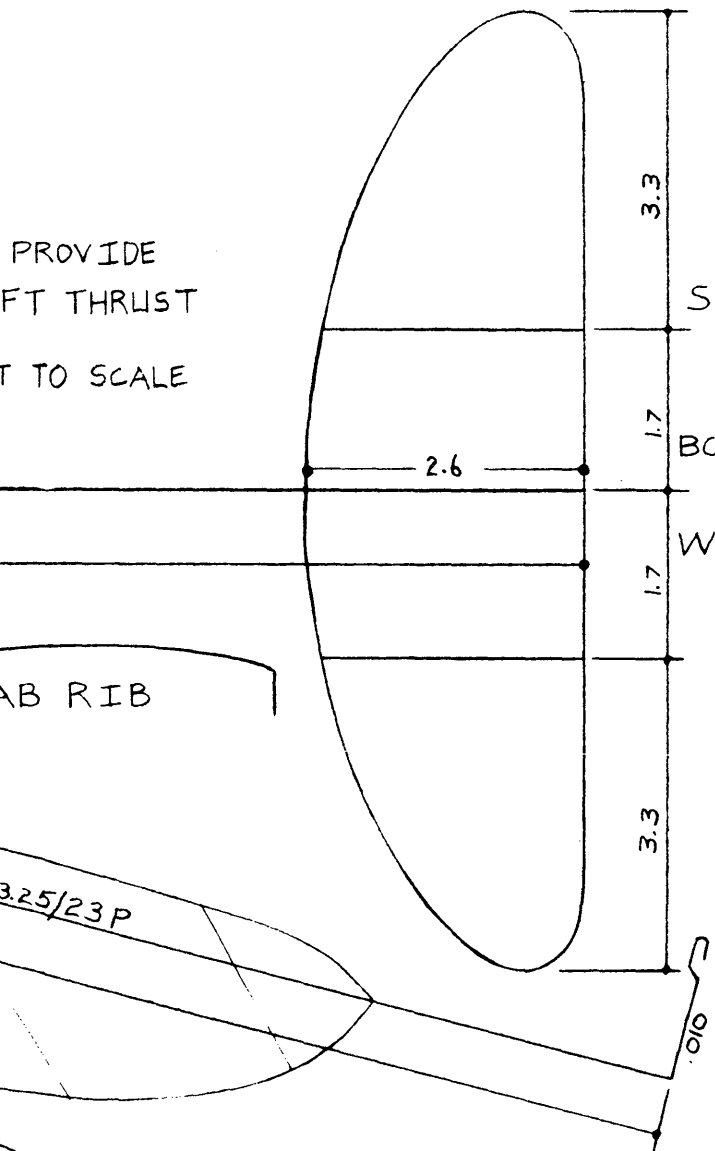 3.3
PROVIDE
FT THRUST
S
T TO SCALE
1.7
BO
2.6
W
1.7
AB RIB
3.3
3.25/23 P
.010